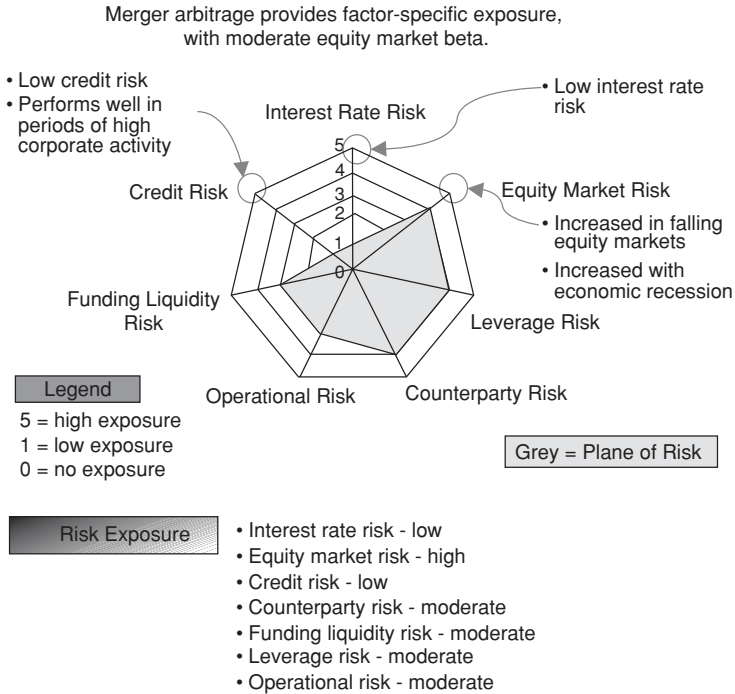 Merger arbitrage provides factor-specific exposure,
with moderate equity market beta.
• Low credit risk
• Performs well in
periods of high
corporate activity
• Low interest rate
risk
Interest Rate Risk
5
4
3
2
1
0
Credit Risk
Equity Market Risk
• Increased in falling
equity markets
• Increased with
economic recession
Funding Liquidity
Risk
Leverage Risk
Operational Risk
Counterparty Risk
Legend
5 = high exposure
1 = low exposure
0 = no exposure
Grey = Plane of Risk
Risk Exposure
• Interest rate risk - low
• Equity market risk - high
• Credit risk - low
• Counterparty risk - moderate
• Funding liquidity risk - moderate
• Leverage risk - moderate
• Operational risk - moderate